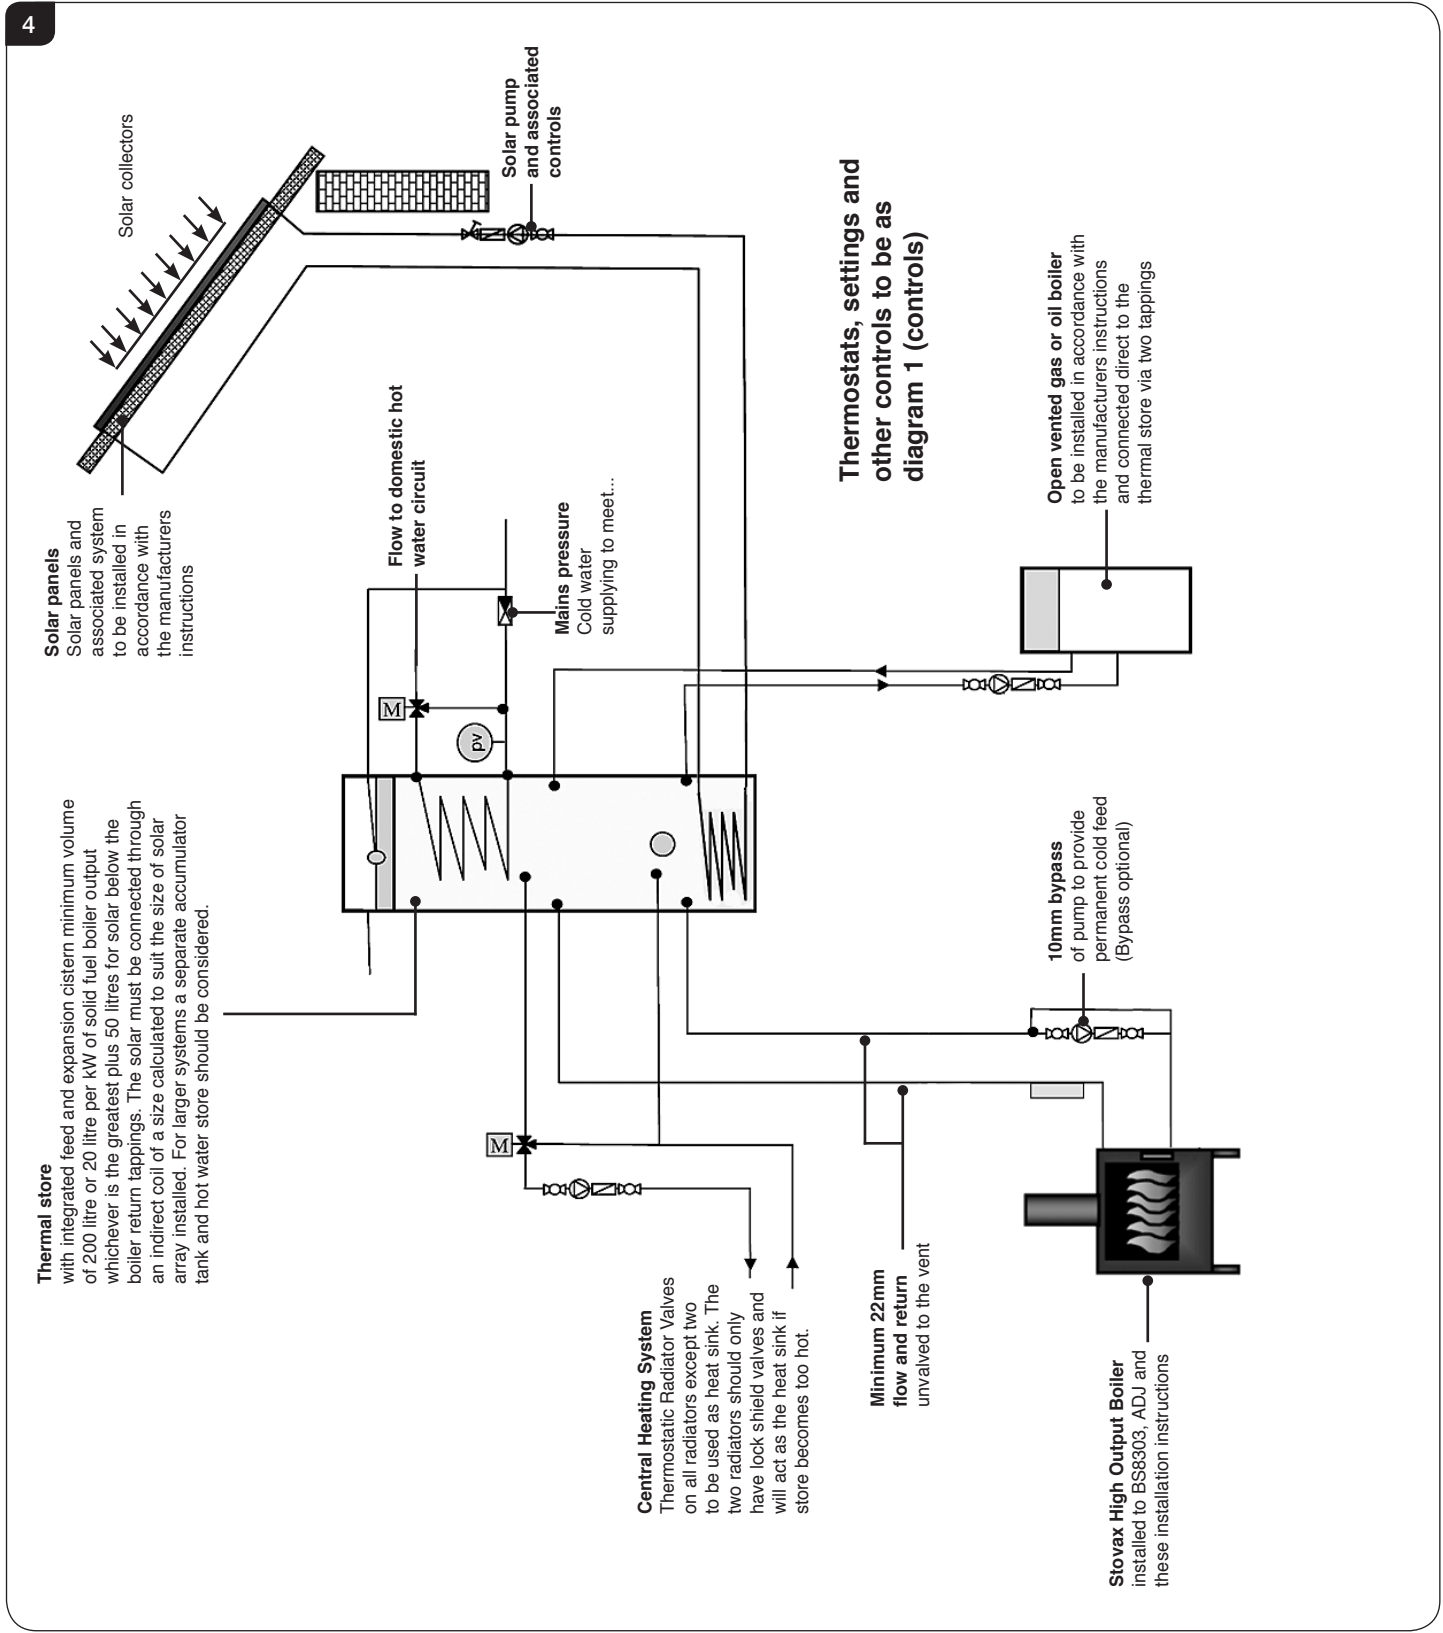 4
Thermal store
with integrated feed and expansion cistern minimum volume
of 200 litre or 20 litre per kW of solid fuel boiler output
whichever is the greatest plus 50 litres for solar below the
boiler return tappings. The solar must be connected through
an indirect coil of a size calculated to suit the size of solar
array installed. For larger systems a separate accumulator
tank and hot water store should be considered.
Solar panels
Solar panels and
associated system
to be installed in
accordance with
the manufacturers
instructions
Solar collectors
Flow to domestic hot
water circuit
Solar pump
and associated
controls
M
pv
Mains pressure
Cold water
supplying to meet...
M
Central Heating System
Thermostatic Radiator Valves
on all radiators except two
to be used as heat sink. The
two radiators should only
have lock shield valves and
will act as the heat sink if
store becomes too hot.
Thermostats, settings and
other controls to be as
diagram 1 (controls)
Minimum 22mm
flow and return
unvalved to the vent
10mm bypass
of pump to provide
permanent cold feed
(Bypass optional)
Open vented gas or oil boiler
to be installed in accordance with
the manufacturers instructions
and connected direct to the
thermal store via two tappings
Stovax High Output Boiler
installed to BS8303, ADJ and
these installation instructions